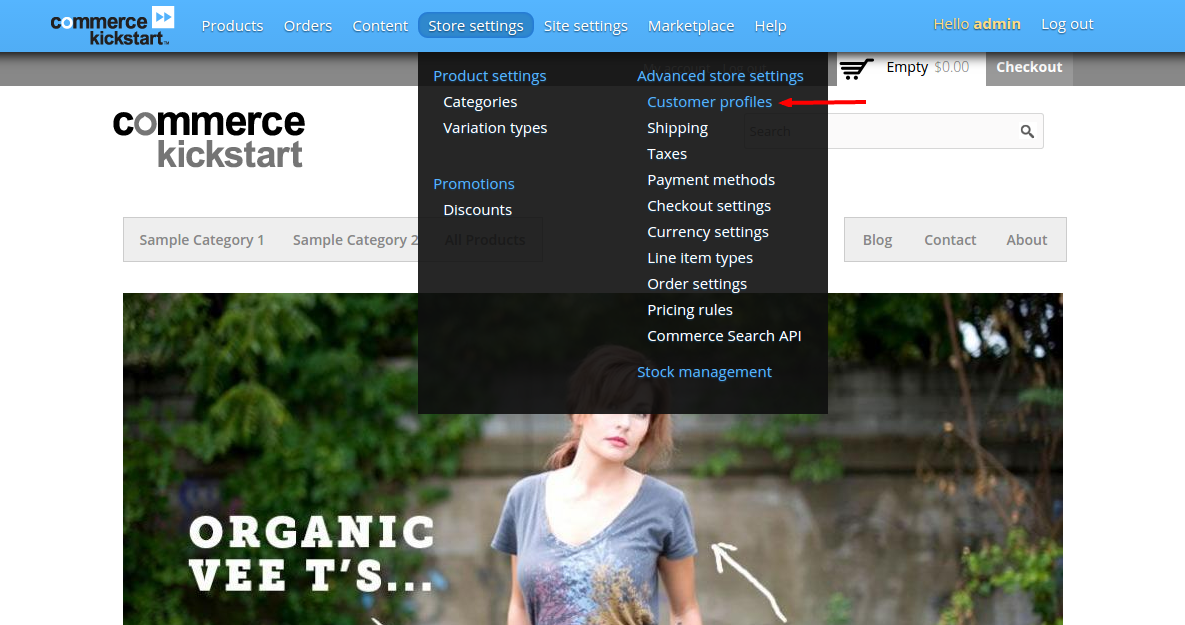 commerce
kickstart™
Products Orders Content Store settings Site settings Marketplace Help
Hello admin Log out
Empty $0.00 Checkout
Product settings
Categories
Variation types
Promotions
Discounts
Advanced store settings
Customer profiles
Shipping
Taxes
Payment methods
Checkout settings
Currency settings
Line item types
Order settings
Pricing rules
Commerce Search API
Stock management
commerce
kickstart
Search
Sample Category 1 Sample Category 2 All Products
Blog Contact About
ORGANIC
VEE T'S...